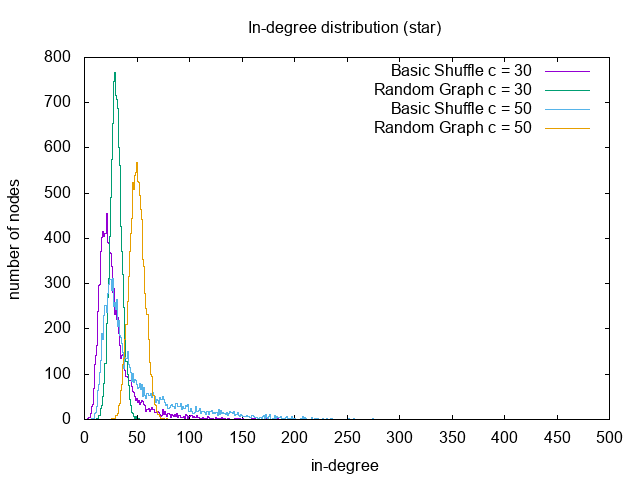 In-degree distribution (star)
Basic Shuffle c = 30
Random Graph c = 30
Basic Shuffle c = 50
Random Graph c = 50
800
700
600
500
400
300
200
100
0
number of nodes
0 50 100 150 200 250 300 350 400 450 500
in-degree